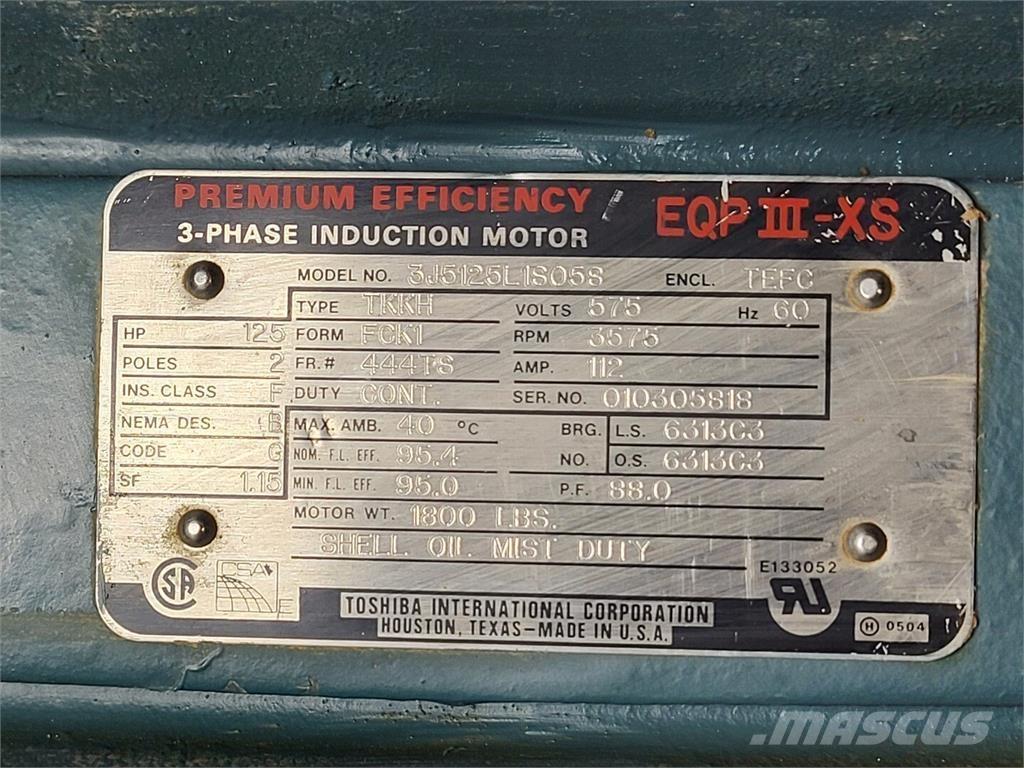 PREMIUM EFFICIENCY EQP III-XS
3-PHASE INDUCTION MOTOR
MODEL NO. 3J5125L1S058 ENCL. TEFC
TYPE TKKH VOLTS 575 Hz 60
HP 125 FORM FCK1 RPM 3575
POLES 2 FR.# 444TS AMP. 112
INS. CLASS F DUTY CONT. SER. NO. 010305818
NEMA DES. B MAX. AMB. 40 °C BRG. L.S. 6313C3
CODE G NOM. F.L. EFF. 95.4 NO. O.S. 6313C3
SF 1.15 MIN. F.L. EFF. 95.0 P.F. 88.0
MOTOR WT. 1800 LBS.
SHELL OIL MIST DUTY
E133052
SA CSA E RU
TOSHIBA INTERNATIONAL CORPORATION
HOUSTON, TEXAS-MADE IN U.S.A.
H 0504
MASCUS